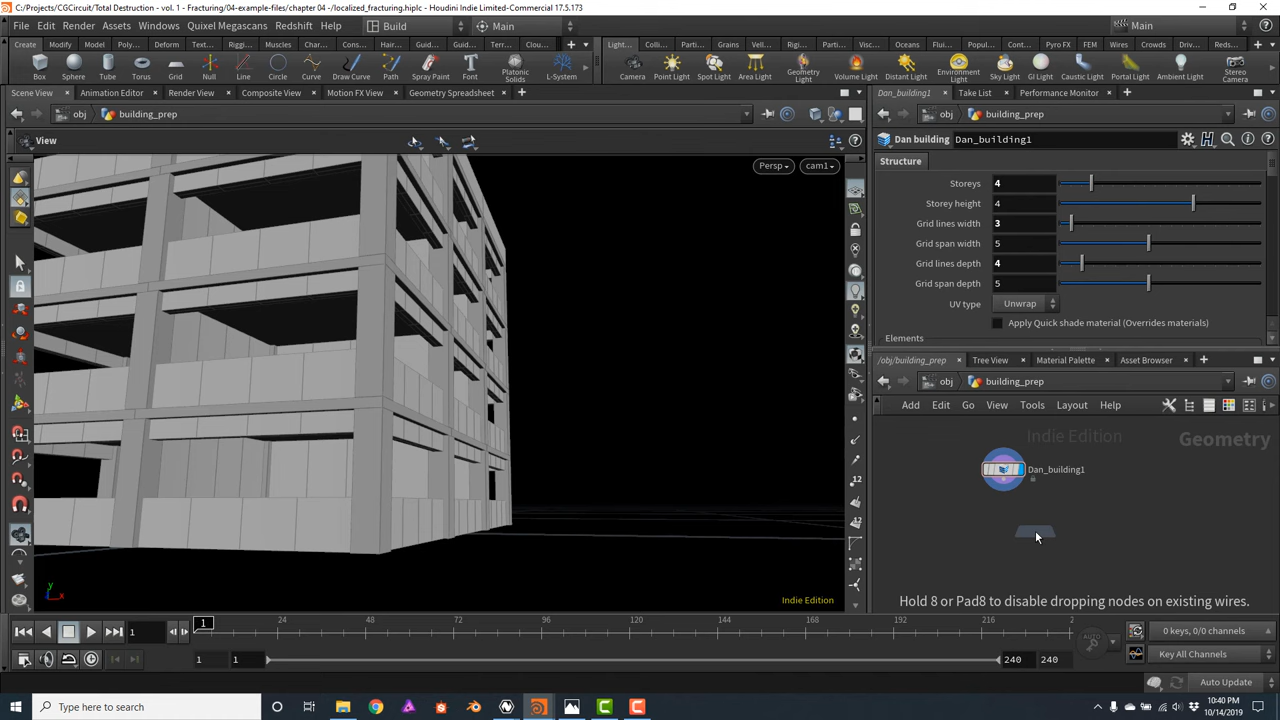 C:/Projects/CGCircuit/Total Destruction - vol. 1 - Fracturing/04-example-files/chapter 04 -/localized_fracturing.hiplc - Houdini Indie Limited-Commercial 17.5.173
File Edit Render Assets Windows Quixel Megascans Redshift Help Build Main Main
Create Modify Model Poly... Deform Text... Riggi... Muscles Char... Cons... Hair... Guid... Guid... Terr... Clou... Light... Colli... Parti... Grains Vell... Rigi... Parti... Visc... Oceans Flui... Popul... Cont... Pyro FX FEM Wires Crowds Driv... Reds...
Box Sphere Tube Torus Grid Null Line Circle Curve Draw Curve Path Spray Paint Font Platonic Solids L-System Camera Point Light Spot Light Area Light Geometry Light Volume Light Distant Light Environment Light Sky Light GI Light Caustic Light Portal Light Ambient Light Stereo Camera
Scene View Animation Editor Render View Composite View Motion FX View Geometry Spreadsheet
obj building_prep
View
Persp cam1
Indie Edition
Dan_building1 Take List Performance Monitor
obj building_prep
Dan building Dan_building1
Structure
Storeys 4
Storey height 4
Grid lines width 3
Grid span width 5
Grid lines depth 4
Grid span depth 5
UV type Unwrap
Apply Quick shade material (Overrides materials)
Elements
/obj/building_prep Tree View Material Palette Asset Browser
obj building_prep
Add Edit Go View Tools Layout Help
Indie Edition Geometry
Dan_building1
Hold 8 or Pad8 to disable dropping nodes on existing wires.
1 1 24 48 72 96 120 144 168 192 216 2
1 1 240 240
AUTO
0 keys, 0/0 channels
Key All Channels
Auto Update
Type here to search
10:40 PM
10/14/2019